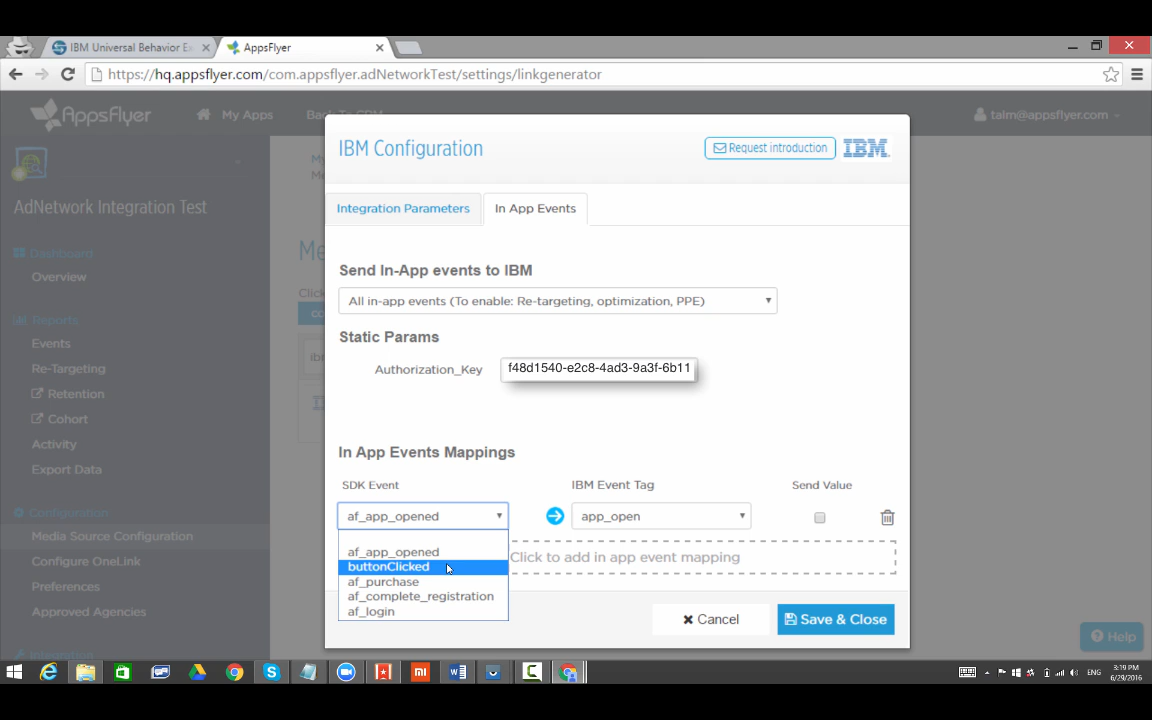 IBM Universal Behavior Ex
AppsFlyer
https://hq.appsflyer.com/com.appsflyer.adNetworkTest/settings/linkgenerator
AppsFlyer
My Apps
talm@appsflyer.com
AdNetwork Integration Test
Dashboard
Overview
Reports
Events
Re-Targeting
Retention
Cohort
Activity
Export Data
Configuration
Media Source Configuration
Configure OneLink
Preferences
Approved Agencies
Integration
IBM Configuration
Request introduction
IBM
Integration Parameters
In App Events
Send In-App events to IBM
All in-app events (To enable: Re-targeting, optimization, PPE)
Static Params
Authorization_Key
f48d1540-e2c8-4ad3-9a3f-6b11
In App Events Mappings
SDK Event
IBM Event Tag
Send Value
af_app_opened
app_open
af_app_opened
buttonClicked
af_purchase
af_complete_registration
af_login
Click to add in app event mapping
Cancel
Save & Close
Help
ENG
3:19 PM
6/29/2016